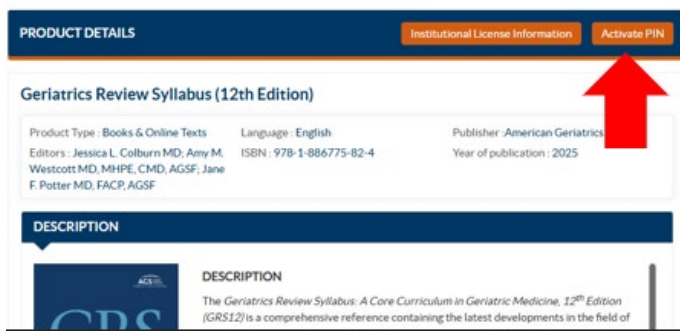 PRODUCT DETAILS
Institutional License Information
Activate PIN
Geriatrics Review Syllabus (12th Edition)
Product Type : Books & Online Texts
Language : English
Publisher : American Geriatrics
Editors : Jessica L. Colburn MD; Amy M.
Westcott MD, MHPE, CMD, AGSF; Jane
F. Potter MD, FACP, AGSF
ISBN : 978-1-886775-82-4
Year of publication : 2025
DESCRIPTION
AGS
GRS
DESCRIPTION
The Geriatrics Review Syllabus: A Core Curriculum in Geriatric Medicine, 12th Edition
(GRS12) is a comprehensive reference containing the latest developments in the field of